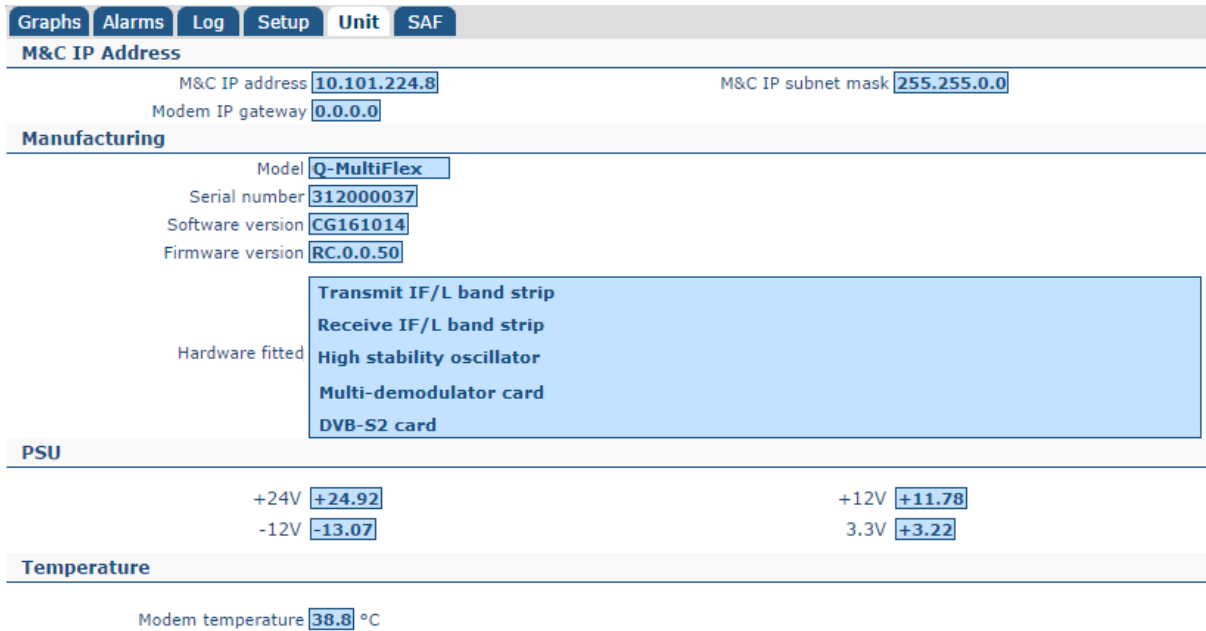 Graphs Alarms Log Setup Unit SAF
M&C IP Address
M&C IP address 10.101.224.8 M&C IP subnet mask 255.255.0.0
Modem IP gateway 0.0.0.0
Manufacturing
Model Q-MultiFlex
Serial number 312000037
Software version CG161014
Firmware version RC.0.0.50
Hardware fitted
Transmit IF/L band strip
Receive IF/L band strip
High stability oscillator
Multi-demodulator card
DVB-S2 card
PSU
+24V +24.92 +12V +11.78
-12V -13.07 3.3V +3.22
Temperature
Modem temperature 38.8 °C